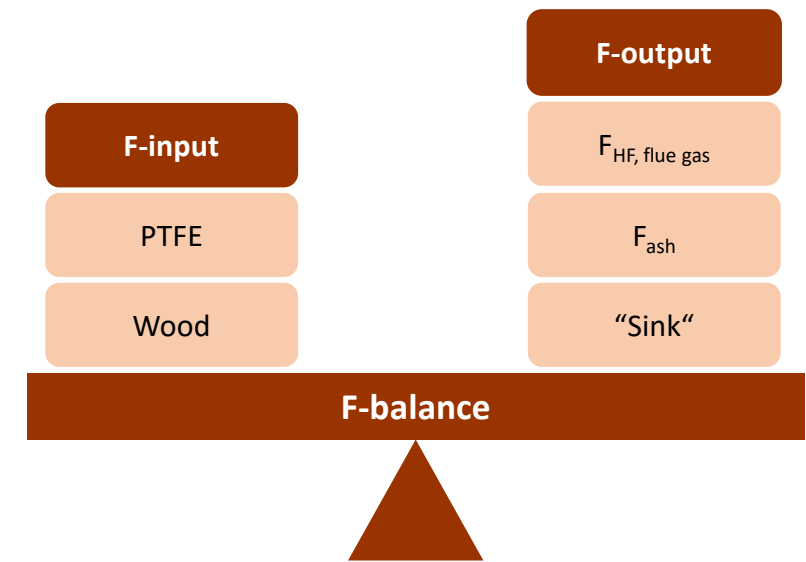 F-input
PTFE
Wood
F-output
F_HF, flue gas
F_ash
“Sink“
F-balance